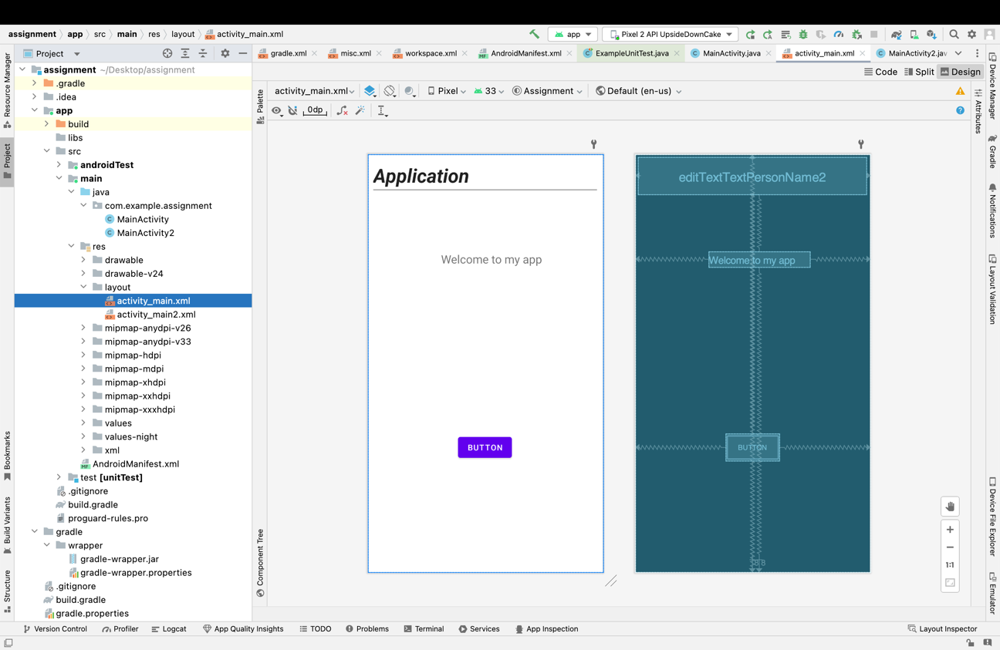 assignment app src main res layout activity_main.xml
app Pixel 2 API UpsideDownCake
Project
gradle.xml misc.xml workspace.xml AndroidManifest.xml ExampleUnitTest.java MainActivity.java activity_main.xml MainActivity2.jav
Code Split Design
activity_main.xml Pixel 33 Assignment Default (en-us)
0dp
Resource Manager
Project
Bookmarks
Build Variants
Structure
assignment ~/Desktop/assignment
.gradle
.idea
app
build
libs
src
androidTest
main
java
com.example.assignment
MainActivity
MainActivity2
res
drawable
drawable-v24
layout
activity_main.xml
activity_main2.xml
mipmap-anydpi-v26
mipmap-anydpi-v33
mipmap-hdpi
mipmap-mdpi
mipmap-xhdpi
mipmap-xxhdpi
mipmap-xxxhdpi
values
values-night
xml
AndroidManifest.xml
test [unitTest]
.gitignore
build.gradle
proguard-rules.pro
gradle
wrapper
gradle-wrapper.jar
gradle-wrapper.properties
.gitignore
build.gradle
gradle.properties
Palette
Component Tree
Application
Welcome to my app
BUTTON
editTextTextPersonName2
Welcome to my app
BUTTON
1:1
Attributes
Device Manager
Gradle
Notifications
Layout Validation
Device File Explorer
Emulator
Version Control Profiler Logcat App Quality Insights TODO Problems Terminal Services App Inspection Layout Inspector